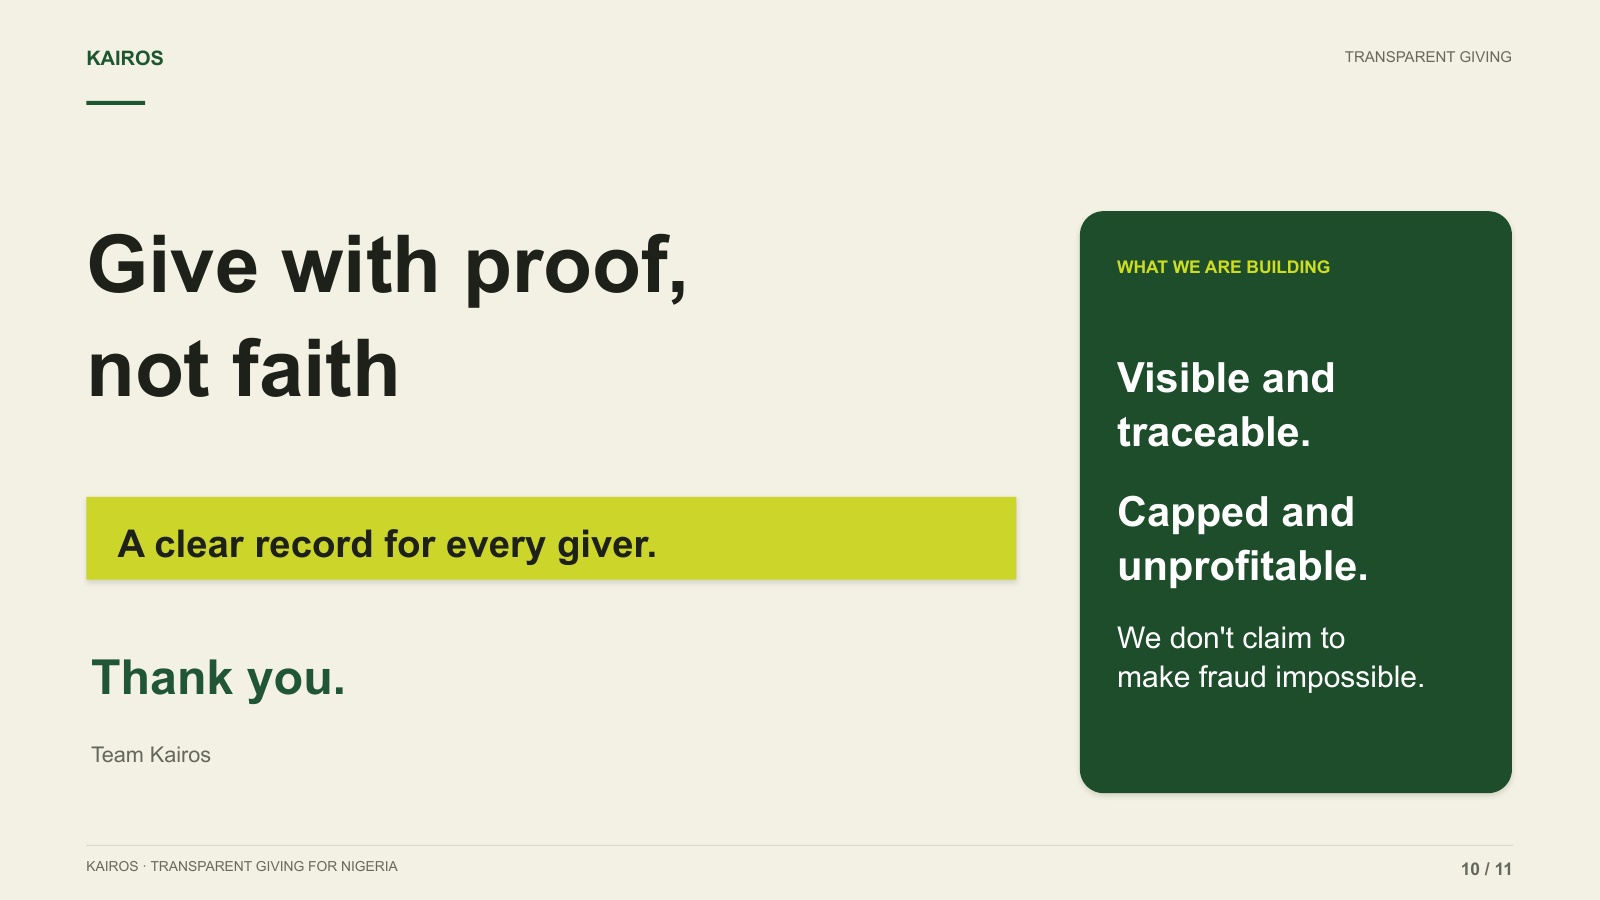 KAIROS
TRANSPARENT GIVING
Give with proof,
not faith
A clear record for every giver.
Thank you.
Team Kairos
WHAT WE ARE BUILDING
Visible and
traceable.
Capped and
unprofitable.
We don't claim to
make fraud impossible.
KAIROS · TRANSPARENT GIVING FOR NIGERIA
10 / 11